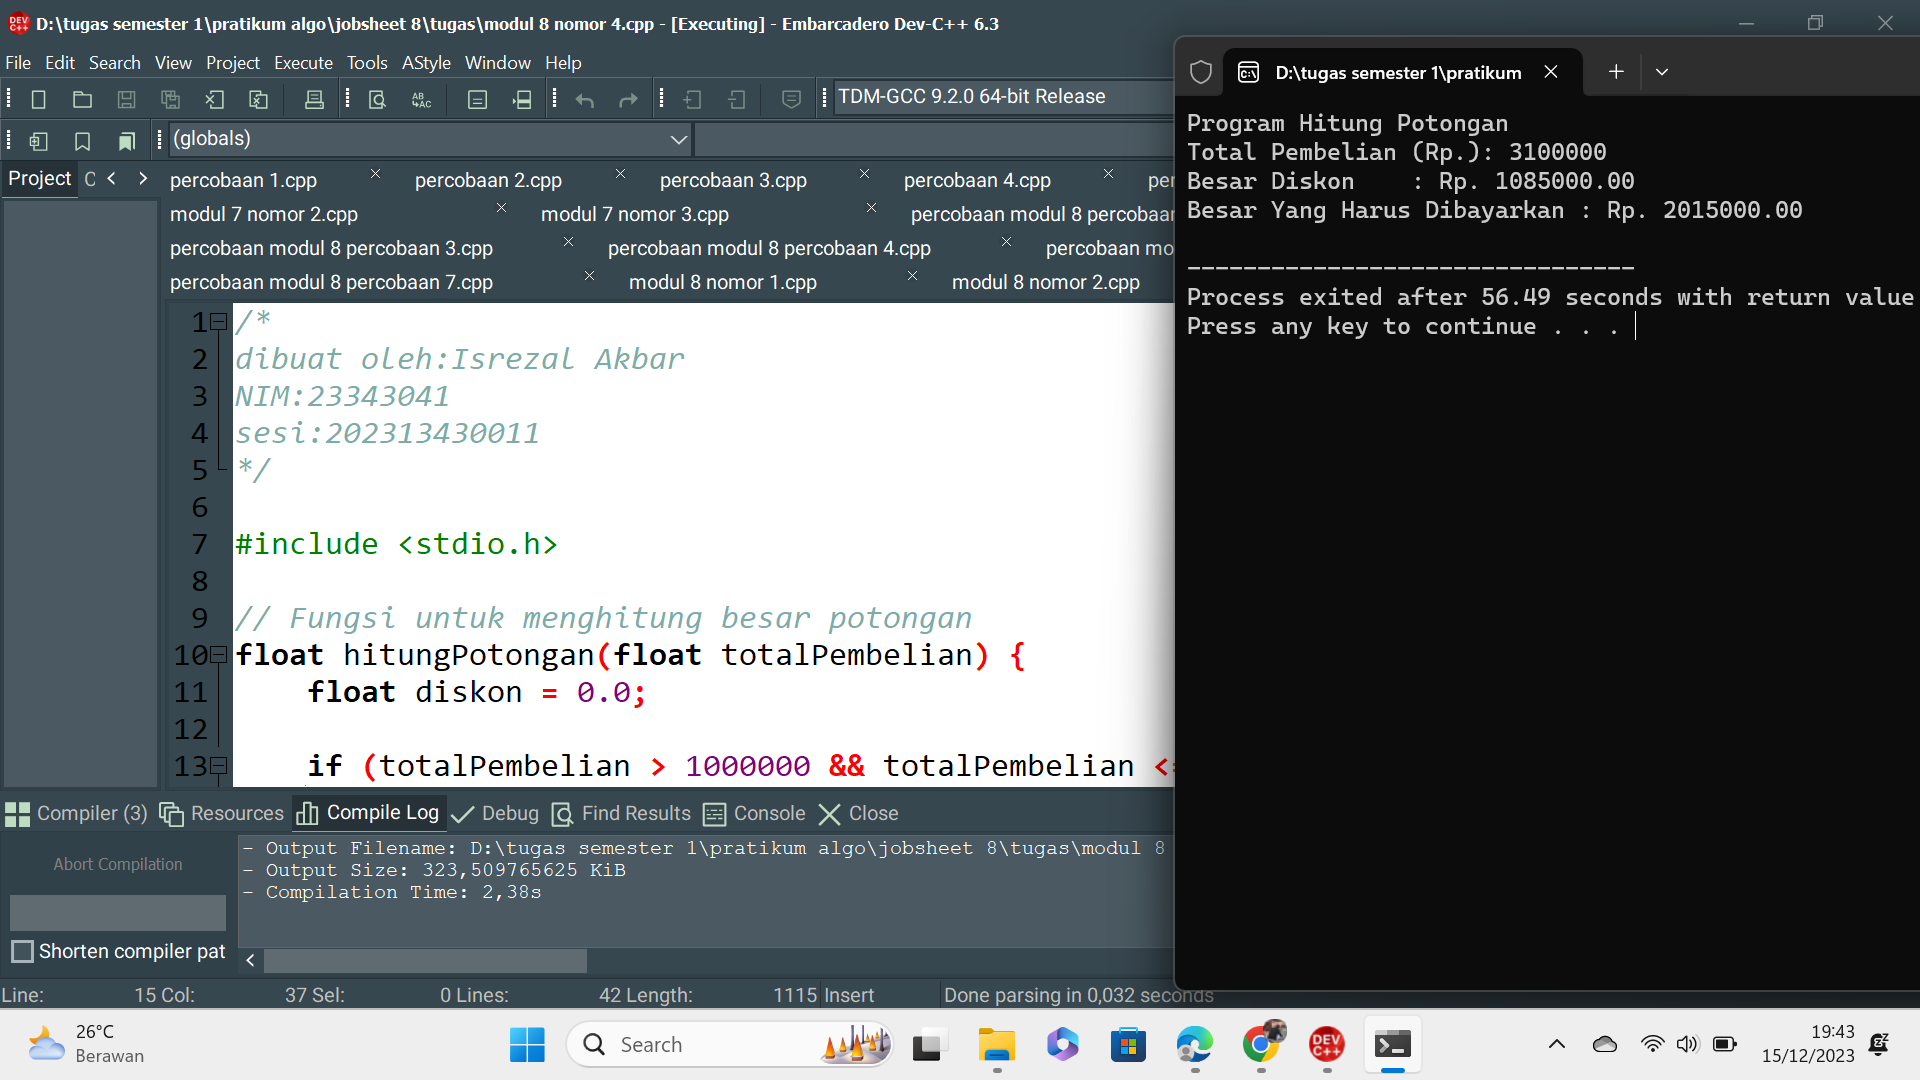 D:\tugas semester 1\pratikum algo\jobsheet 8\tugas\modul 8 nomor 4.cpp - [Executing] - Embarcadero Dev-C++ 6.3
File Edit Search View Project Execute Tools AStyle Window Help
TDM-GCC 9.2.0 64-bit Release
(globals)
Project
percobaan 1.cpp percobaan 2.cpp percobaan 3.cpp percobaan 4.cpp
modul 7 nomor 2.cpp modul 7 nomor 3.cpp percobaan modul 8 percobaan
percobaan modul 8 percobaan 3.cpp percobaan modul 8 percobaan 4.cpp percobaan mo
percobaan modul 8 percobaan 7.cpp modul 8 nomor 1.cpp modul 8 nomor 2.cpp
1 /*
2 dibuat oleh:Isrezal Akbar
3 NIM:23343041
4 sesi:202313430011
5 */
6
7 #include <stdio.h>
8
9 // Fungsi untuk menghitung besar potongan
10 float hitungPotongan(float totalPembelian) {
11 float diskon = 0.0;
12
13 if (totalPembelian > 1000000 && totalPembelian <=
Compiler (3) Resources Compile Log Debug Find Results Console Close
Abort Compilation
Shorten compiler pat
- Output Filename: D:\tugas semester 1\pratikum algo\jobsheet 8\tugas\modul 8
- Output Size: 323,509765625 KiB
- Compilation Time: 2,38s
Line: 15 Col: 37 Sel: 0 Lines: 42 Length: 1115 Insert Done parsing in 0,032 seconds
D:\tugas semester 1\pratikum
Program Hitung Potongan
Total Pembelian (Rp.): 3100000
Besar Diskon    : Rp. 1085000.00
Besar Yang Harus Dibayarkan : Rp. 2015000.00
--------------------------------
Process exited after 56.49 seconds with return value
Press any key to continue . . .
26°C
Berawan
Search
DEV C++
19:43
15/12/2023